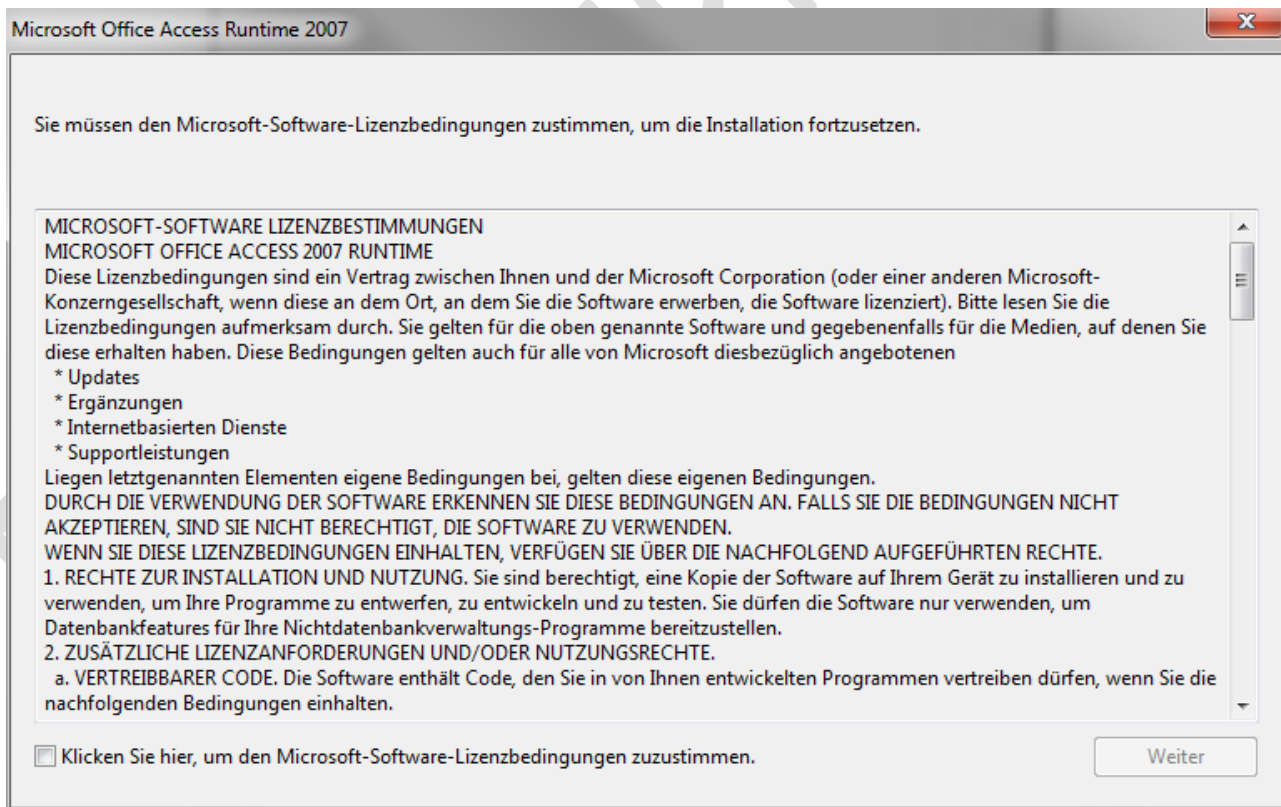 Microsoft Office Access Runtime 2007
Sie müssen den Microsoft-Software-Lizenzbedingungen zustimmen, um die Installation fortzusetzen.
MICROSOFT-SOFTWARE LIZENZBESTIMMUNGEN
MICROSOFT OFFICE ACCESS 2007 RUNTIME
Diese Lizenzbedingungen sind ein Vertrag zwischen Ihnen und der Microsoft Corporation (oder einer anderen Microsoft-
Konzerngesellschaft, wenn diese an dem Ort, an dem Sie die Software erwerben, die Software lizenziert). Bitte lesen Sie die
Lizenzbedingungen aufmerksam durch. Sie gelten für die oben genannte Software und gegebenenfalls für die Medien, auf denen Sie
diese erhalten haben. Diese Bedingungen gelten auch für alle von Microsoft diesbezüglich angebotenen
* Updates
* Ergänzungen
* Internetbasierten Dienste
* Supportleistungen
Liegen letztgenannten Elementen eigene Bedingungen bei, gelten diese eigenen Bedingungen.
DURCH DIE VERWENDUNG DER SOFTWARE ERKENNEN SIE DIESE BEDINGUNGEN AN. FALLS SIE DIE BEDINGUNGEN NICHT
AKZEPTIEREN, SIND SIE NICHT BERECHTIGT, DIE SOFTWARE ZU VERWENDEN.
WENN SIE DIESE LIZENZBEDINGUNGEN EINHALTEN, VERFÜGEN SIE ÜBER DIE NACHFOLGEND AUFGEFÜHRTEN RECHTE.
1. RECHTE ZUR INSTALLATION UND NUTZUNG. Sie sind berechtigt, eine Kopie der Software auf Ihrem Gerät zu installieren und zu
verwenden, um Ihre Programme zu entwerfen, zu entwickeln und zu testen. Sie dürfen die Software nur verwenden, um
Datenbankfeatures für Ihre Nichtdatenbankverwaltungs-Programme bereitzustellen.
2. ZUSÄTZLICHE LIZENZANFORDERUNGEN UND/ODER NUTZUNGSRECHTE.
a. VERTREIBBARER CODE. Die Software enthält Code, den Sie in von Ihnen entwickelten Programmen vertreiben dürfen, wenn Sie die
nachfolgenden Bedingungen einhalten.
Klicken Sie hier, um den Microsoft-Software-Lizenzbedingungen zuzustimmen.
Weiter